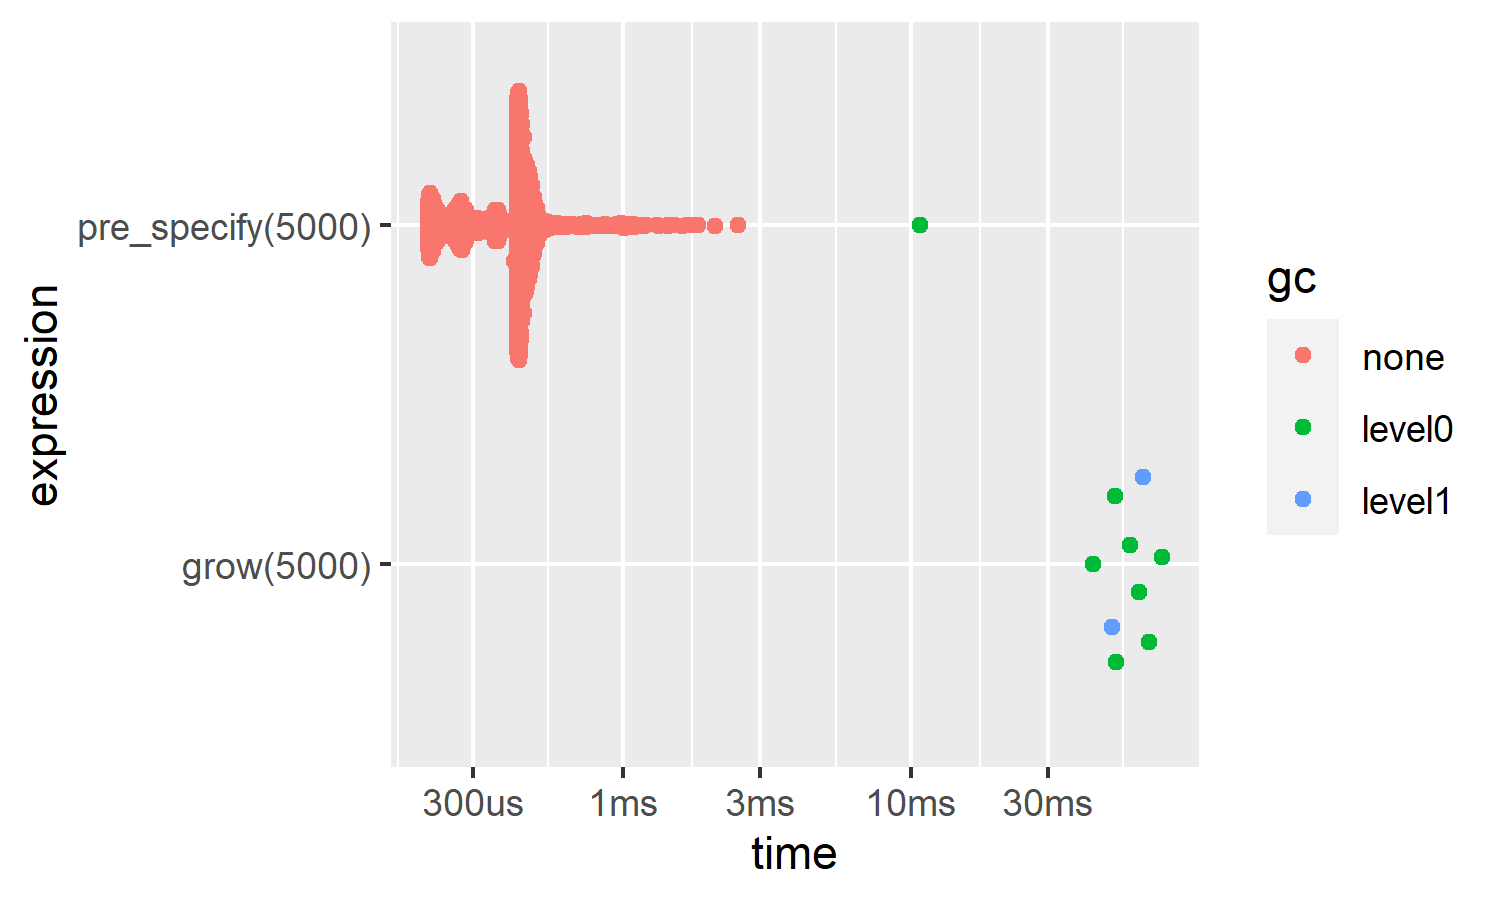 pre_specify(5000)
grow(5000)
expression
300us
1ms
3ms
10ms
30ms
time
gc
none
level0
level1